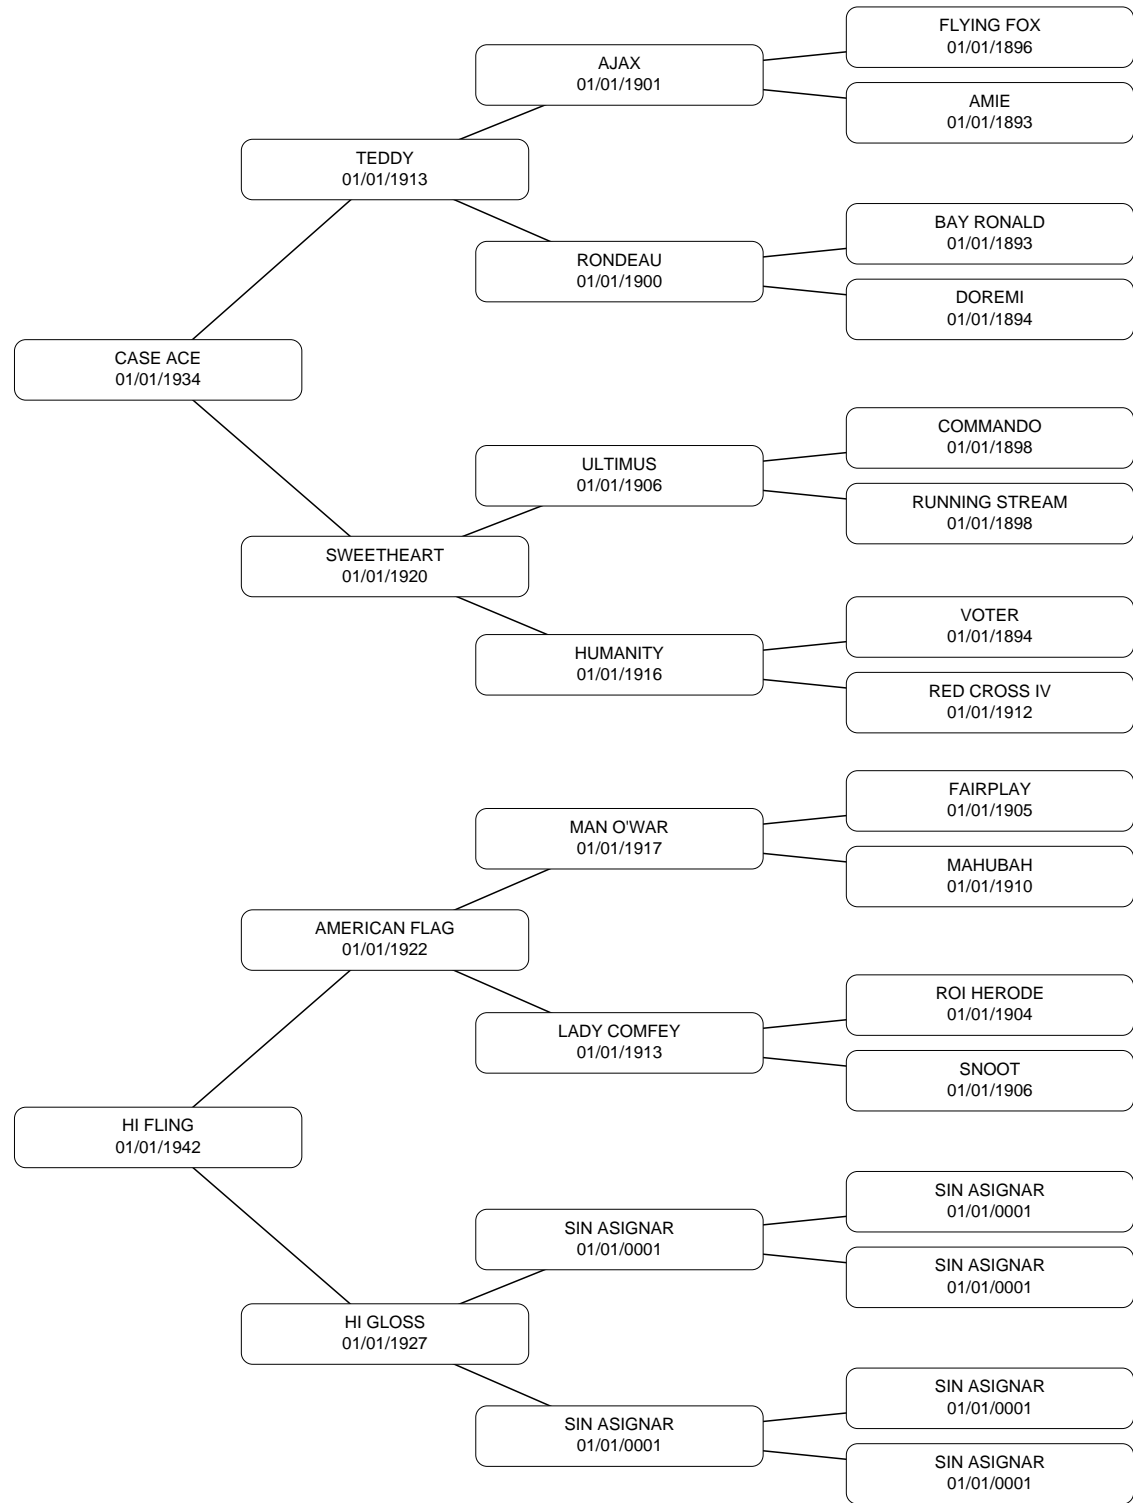 FLYING FOX
01/01/1896
AJAX
01/01/1901
AMIE
01/01/1893
TEDDY
01/01/1913
BAY RONALD
01/01/1893
RONDEAU
01/01/1900
DOREMI
01/01/1894
CASE ACE
01/01/1934
COMMANDO
01/01/1898
ULTIMUS
01/01/1906
RUNNING STREAM
01/01/1898
SWEETHEART
01/01/1920
VOTER
01/01/1894
HUMANITY
01/01/1916
RED CROSS IV
01/01/1912
FAIRPLAY
01/01/1905
MAN O'WAR
01/01/1917
MAHUBAH
01/01/1910
AMERICAN FLAG
01/01/1922
ROI HERODE
01/01/1904
LADY COMFEY
01/01/1913
SNOOT
01/01/1906
HI FLING
01/01/1942
SIN ASIGNAR
01/01/0001
SIN ASIGNAR
01/01/0001
SIN ASIGNAR
01/01/0001
HI GLOSS
01/01/1927
SIN ASIGNAR
01/01/0001
SIN ASIGNAR
01/01/0001
SIN ASIGNAR
01/01/0001